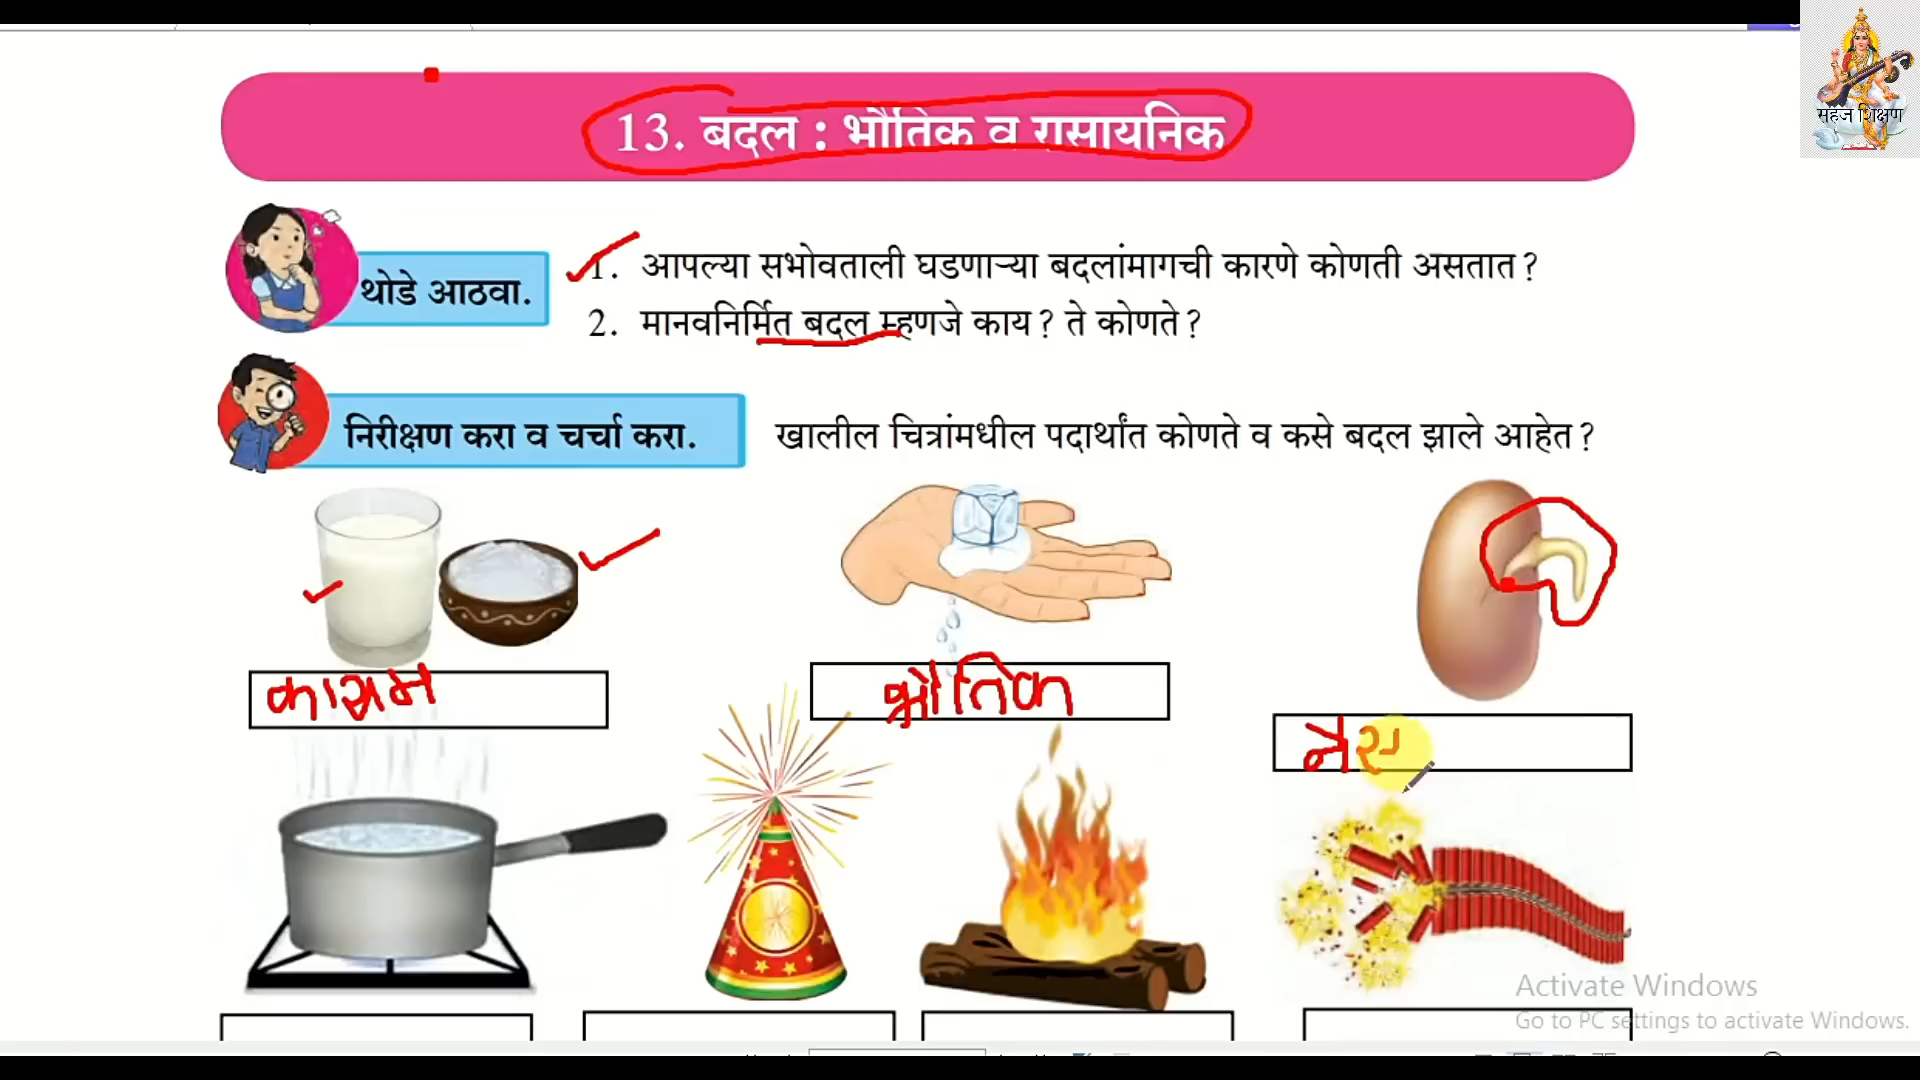 सहज शिक्षण
13. बदल : भौतिक व रासायनिक
थोडे आठवा.
1. आपल्या सभोवताली घडणाऱ्या बदलांमागची कारणे कोणती असतात ?
2. मानवनिर्मित बदल म्हणजे काय ? ते कोणते ?
निरीक्षण करा व चर्चा करा.
खालील चित्रांमधील पदार्थांत कोणते व कसे बदल झाले आहेत ?
भौतिक
Activate Windows
Go to PC settings to activate Windows.